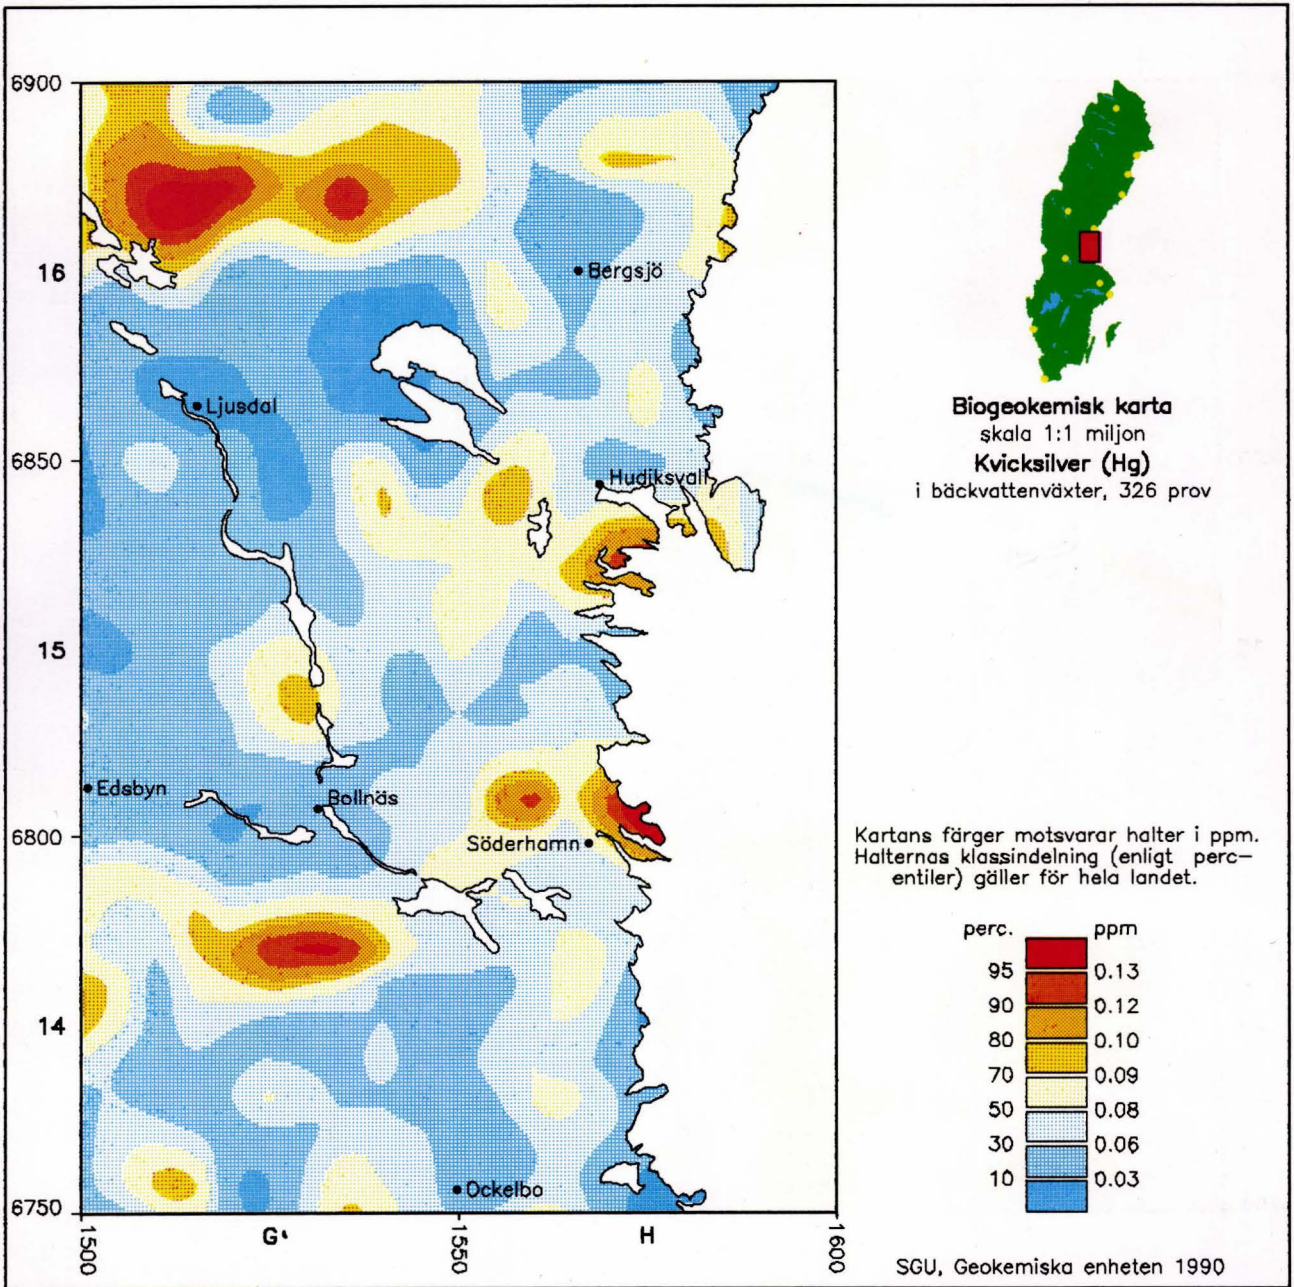 6900
16
Bergsjö
Ljusdal
6850
Hudiksvall
15
Edsbyn
Bollnäs
6800
Söderhamn
14
Ockelbo
6750
1500
G
1550
H
1600
Biogeokemisk karta
skala 1:1 miljon
Kvicksilver (Hg)
i bäckvattenväxter, 326 prov
Kartans färger motsvarar halter i ppm.
Halternas klassindelning (enligt perc-
entiler) gäller för hela landet.
perc. ppm
95 0.13
90 0.12
80 0.10
70 0.09
50 0.08
30 0.06
10 0.03
SGU, Geokemiska enheten 1990